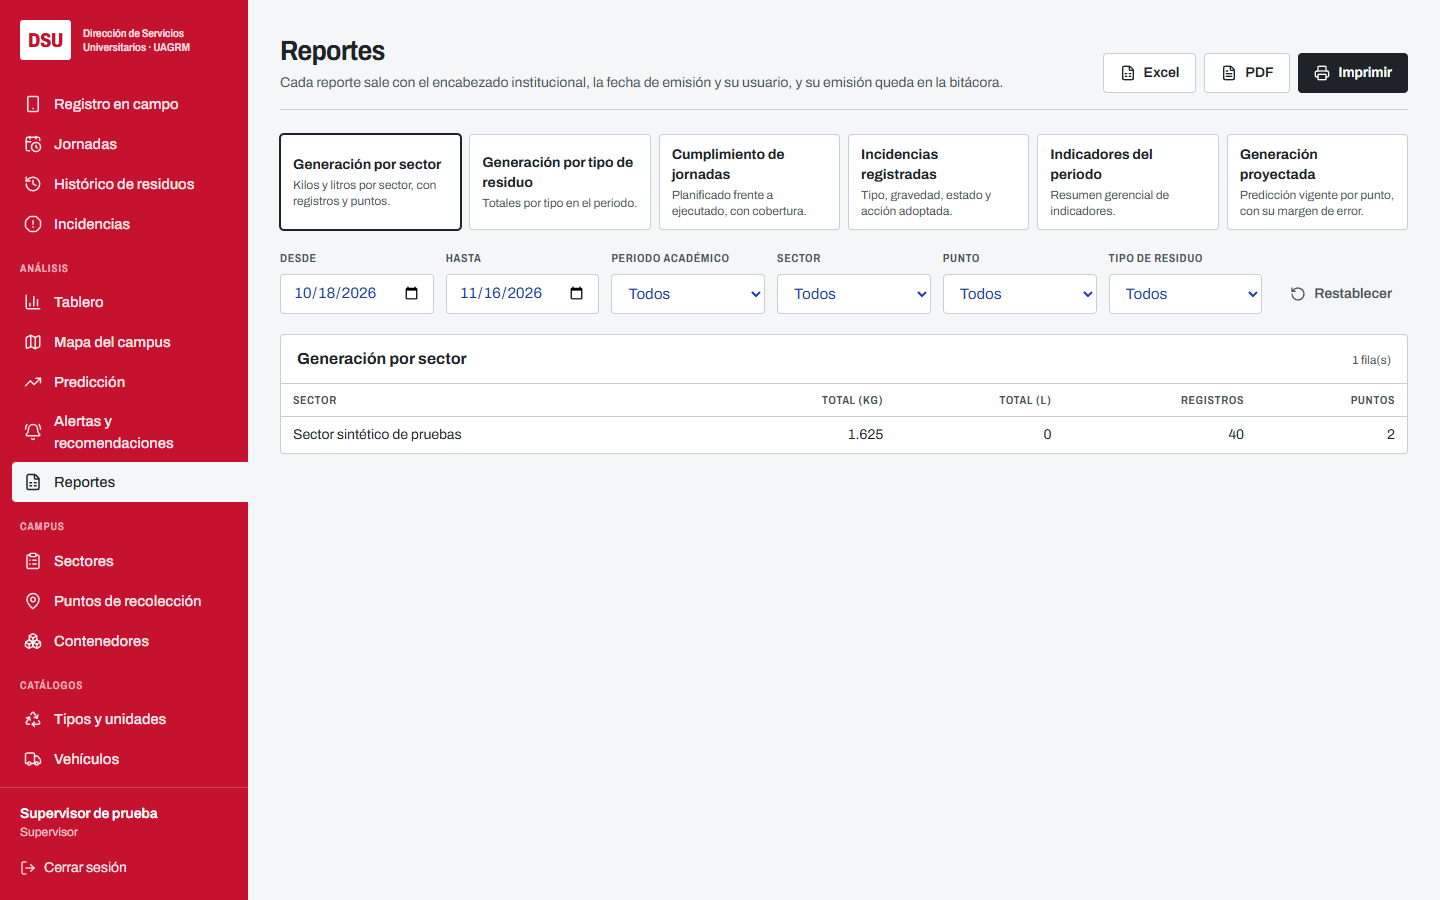 DSU
Dirección de Servicios
Universitarios · UAGRM
Registro en campo
Jornadas
Histórico de residuos
Incidencias
ANÁLISIS
Tablero
Mapa del campus
Predicción
Alertas y
recomendaciones
Reportes
CAMPUS
Sectores
Puntos de recolección
Contenedores
CATÁLOGOS
Tipos y unidades
Vehículos
Supervisor de prueba
Supervisor
Cerrar sesión
Reportes
Cada reporte sale con el encabezado institucional, la fecha de emisión y su usuario, y su emisión queda en la bitácora.
Excel
PDF
Imprimir
Generación por sector
Kilos y litros por sector, con
registros y puntos.
Generación por tipo de
residuo
Totales por tipo en el periodo.
Cumplimiento de
jornadas
Planificado frente a
ejecutado, con cobertura.
Incidencias
registradas
Tipo, gravedad, estado y
acción adoptada.
Indicadores del
periodo
Resumen gerencial de
indicadores.
Generación
proyectada
Predicción vigente por punto,
con su margen de error.
DESDE HASTA PERIODO ACADÉMICO SECTOR PUNTO TIPO DE RESIDUO
10/18/2026 11/16/2026 Todos Todos Todos Todos Restablecer
Generación por sector 1 fila(s)
SECTOR TOTAL (KG) TOTAL (L) REGISTROS PUNTOS
Sector sintético de pruebas 1.625 0 40 2